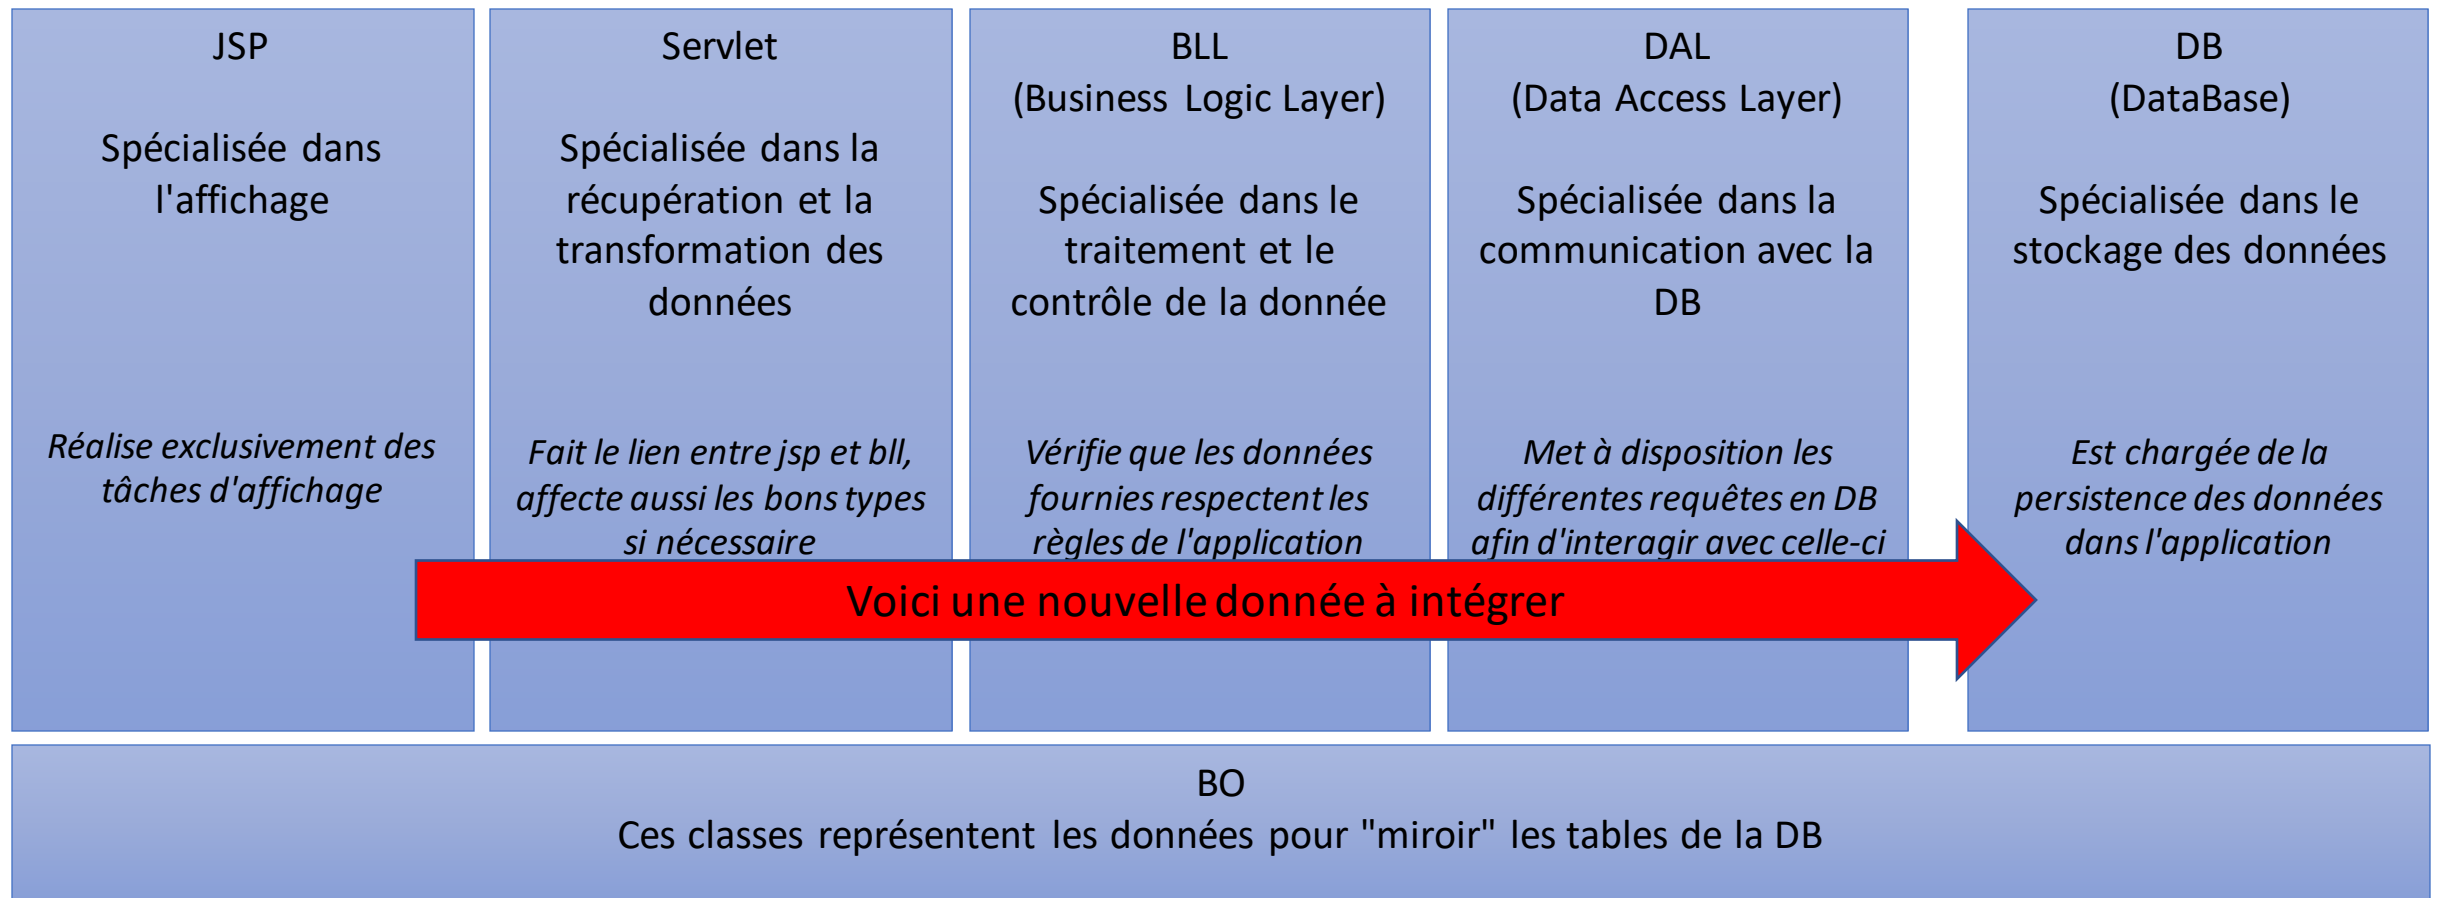 JSP
Spécialisée dans
l'affichage
Réalise exclusivement des
tâches d'affichage
Servlet
Spécialisée dans la
récupération et la
transformation des
données
Fait le lien entre jsp et bll,
affecte aussi les bons types
si nécessaire
BLL
(Business Logic Layer)
Spécialisée dans le
traitement et le
contrôle de la donnée
Vérifie que les données
fournies respectent les
règles de l'application
DAL
(Data Access Layer)
Spécialisée dans la
communication avec la
DB
Met à disposition les
différentes requêtes en DB
afin d'interagir avec celle-ci
DB
(DataBase)
Spécialisée dans le
stockage des données
Est chargée de la
persistence des données
dans l'application
Voici une nouvelle donnée à intégrer
BO
Ces classes représentent les données pour "miroir" les tables de la DB